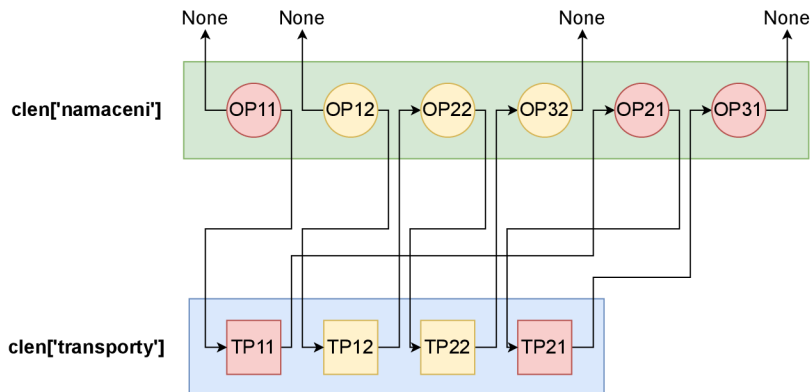 None None None None
clen['namaceni'] OP11 OP12 OP22 OP32 OP21 OP31
clen['transporty'] TP11 TP12 TP22 TP21